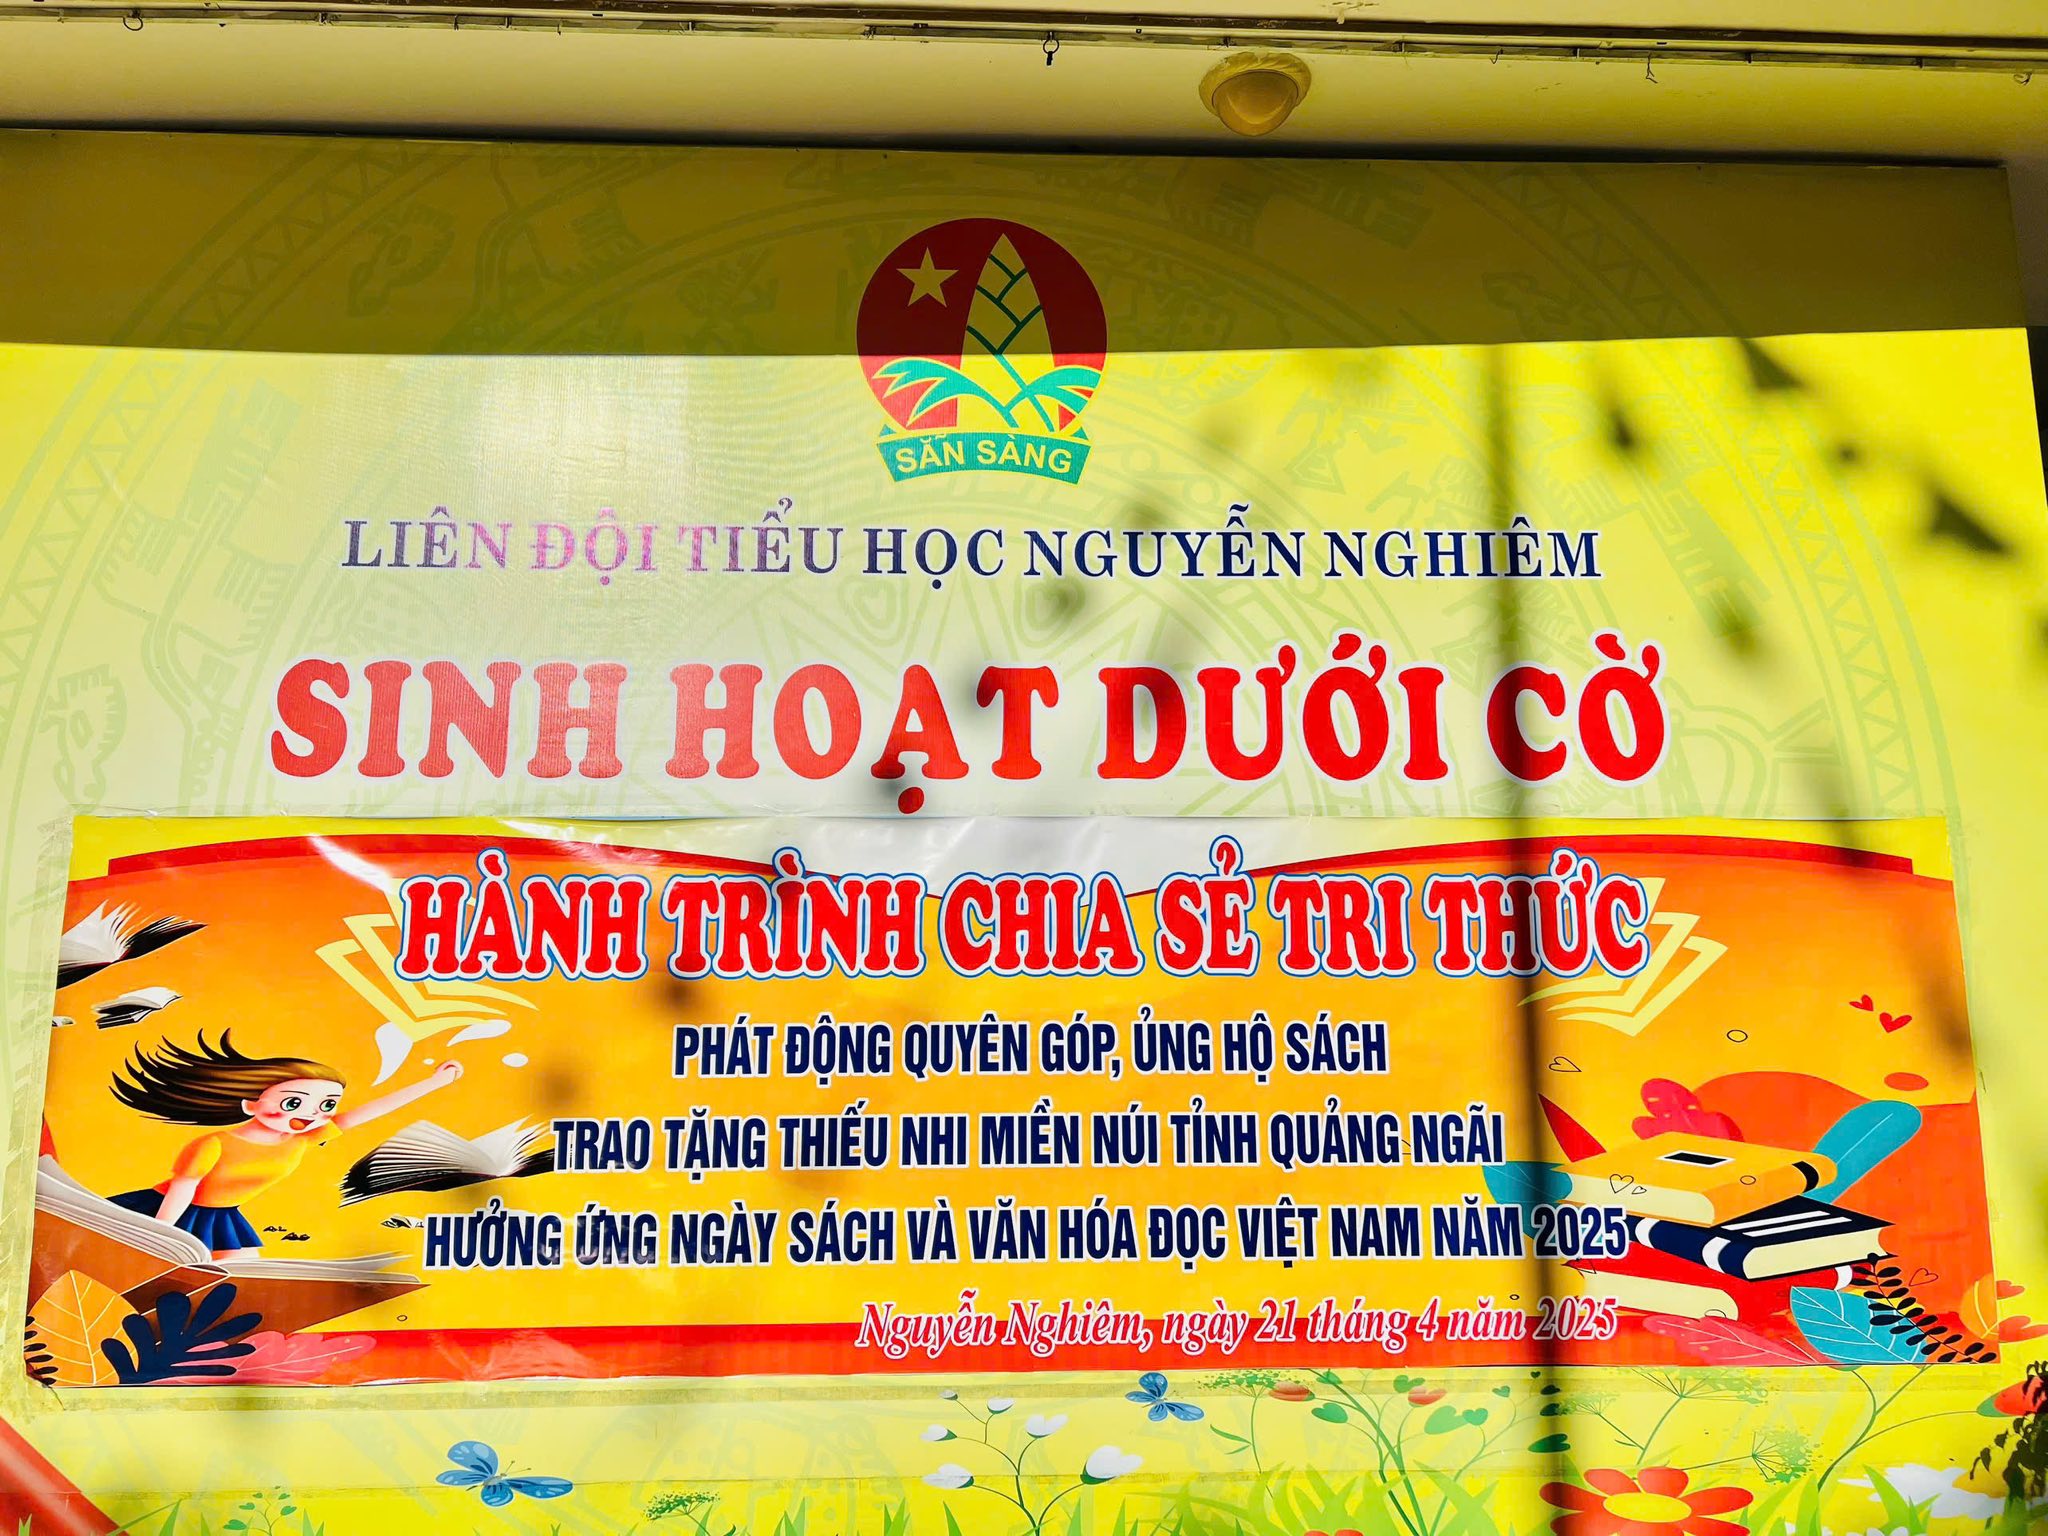 SẴN SÀNG
LIÊN ĐỘI TIỂU HỌC NGUYỄN NGHIÊM
SINH HOẠT DƯỚI CỜ
HÀNH TRÌNH CHIA SẺ TRI THỨC
PHÁT ĐỘNG QUYÊN GÓP, ỦNG HỘ SÁCH
TRAO TẶNG THIẾU NHI MIỀN NÚI TỈNH QUẢNG NGÃI
HƯỞNG ỨNG NGÀY SÁCH VÀ VĂN HÓA ĐỌC VIỆT NAM NĂM 2025
Nguyễn Nghiêm, ngày 21 tháng 4 năm 2025